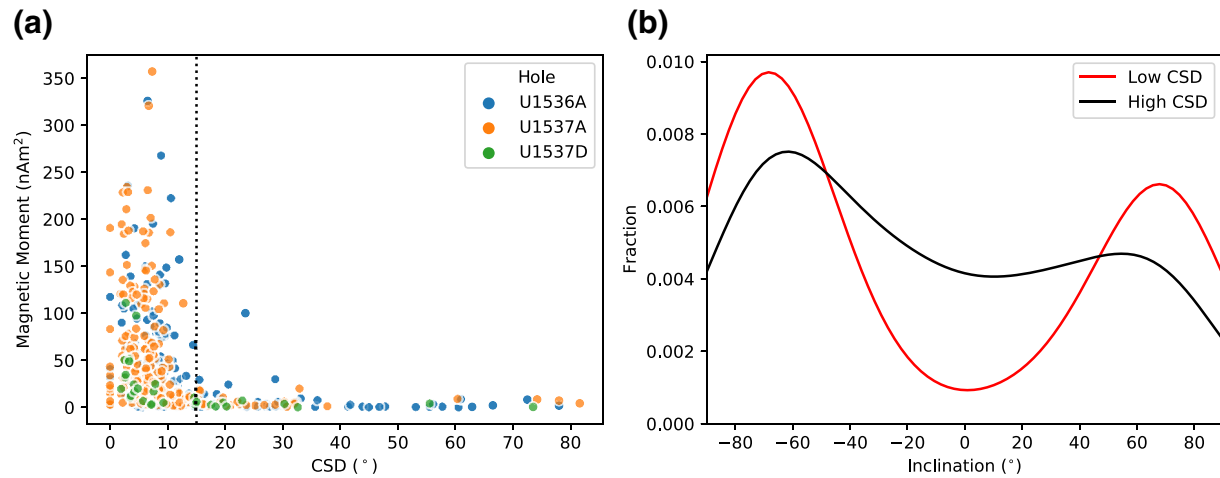 (a)
Magnetic Moment (nAm²)
350
300
250
200
150
100
50
0
0 10 20 30 40 50 60 70 80
CSD (°)
Hole
U1536A
U1537A
U1537D
(b)
Fraction
0.010
0.008
0.006
0.004
0.002
0.000
−80 −60 −40 −20 0 20 40 60 80
Inclination (°)
Low CSD
High CSD